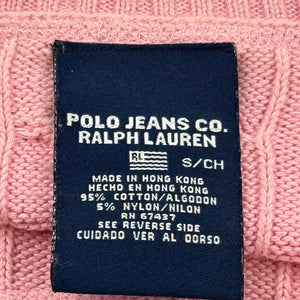 POLO JEANS CO.
RALPH LAUREN
RL S/CH
MADE IN HONG KONG
HECHO EN HONG KONG
95% COTTON/ALGODON
5% NYLON/NILON
RN 67437
SEE REVERSE SIDE
CUIDADO VER AL DORSO